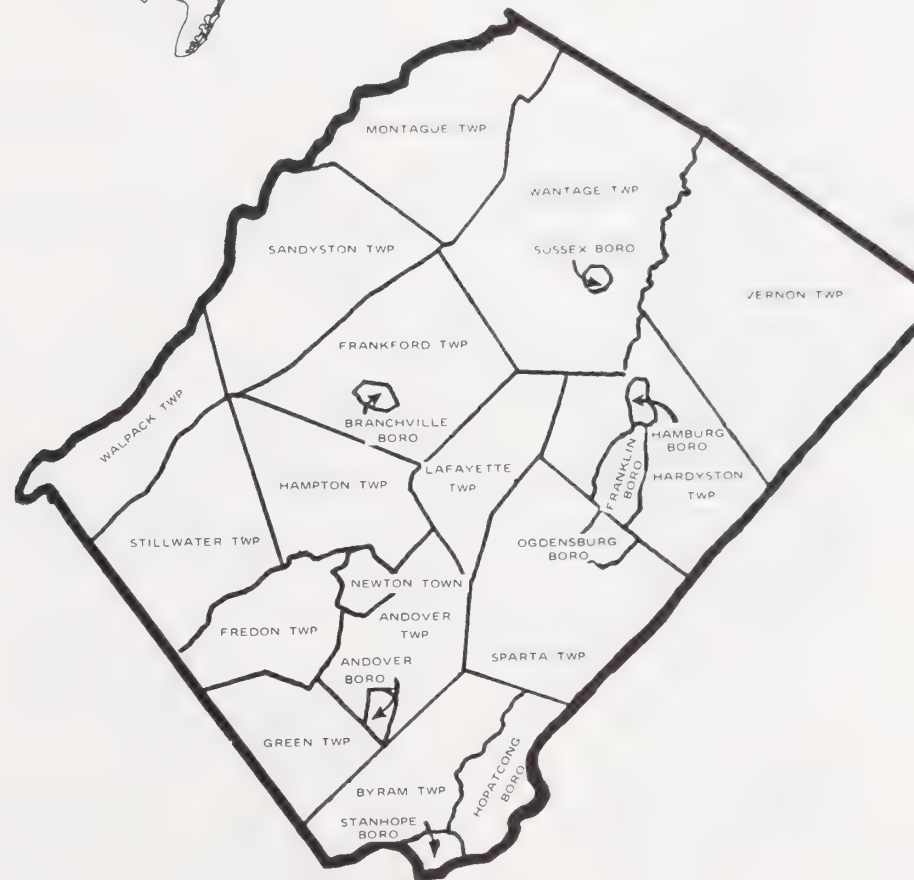 MONTAGUE TWP
WANTAGE TWP
SANDYSTON TWP
SUSSEX BORO
VERNON TWP
FRANKFORD TWP
WALPACK TWP
BRANCHVILLE
BORO
HAMBURG
BORO
FRANKLIN
BORO
HARDYSTON
TWP
LAFAYETTE
TWP
HAMPTON TWP
STILLWATER TWP
OGDENSBURG
BORO
NEWTON TOWN
ANDOVER
TWP
FREDON TWP
SPARTA TWP
ANDOVER
BORO
GREEN TWP
HOPATCONG
BORO
BYRAM TWP
STANHOPE
BORO